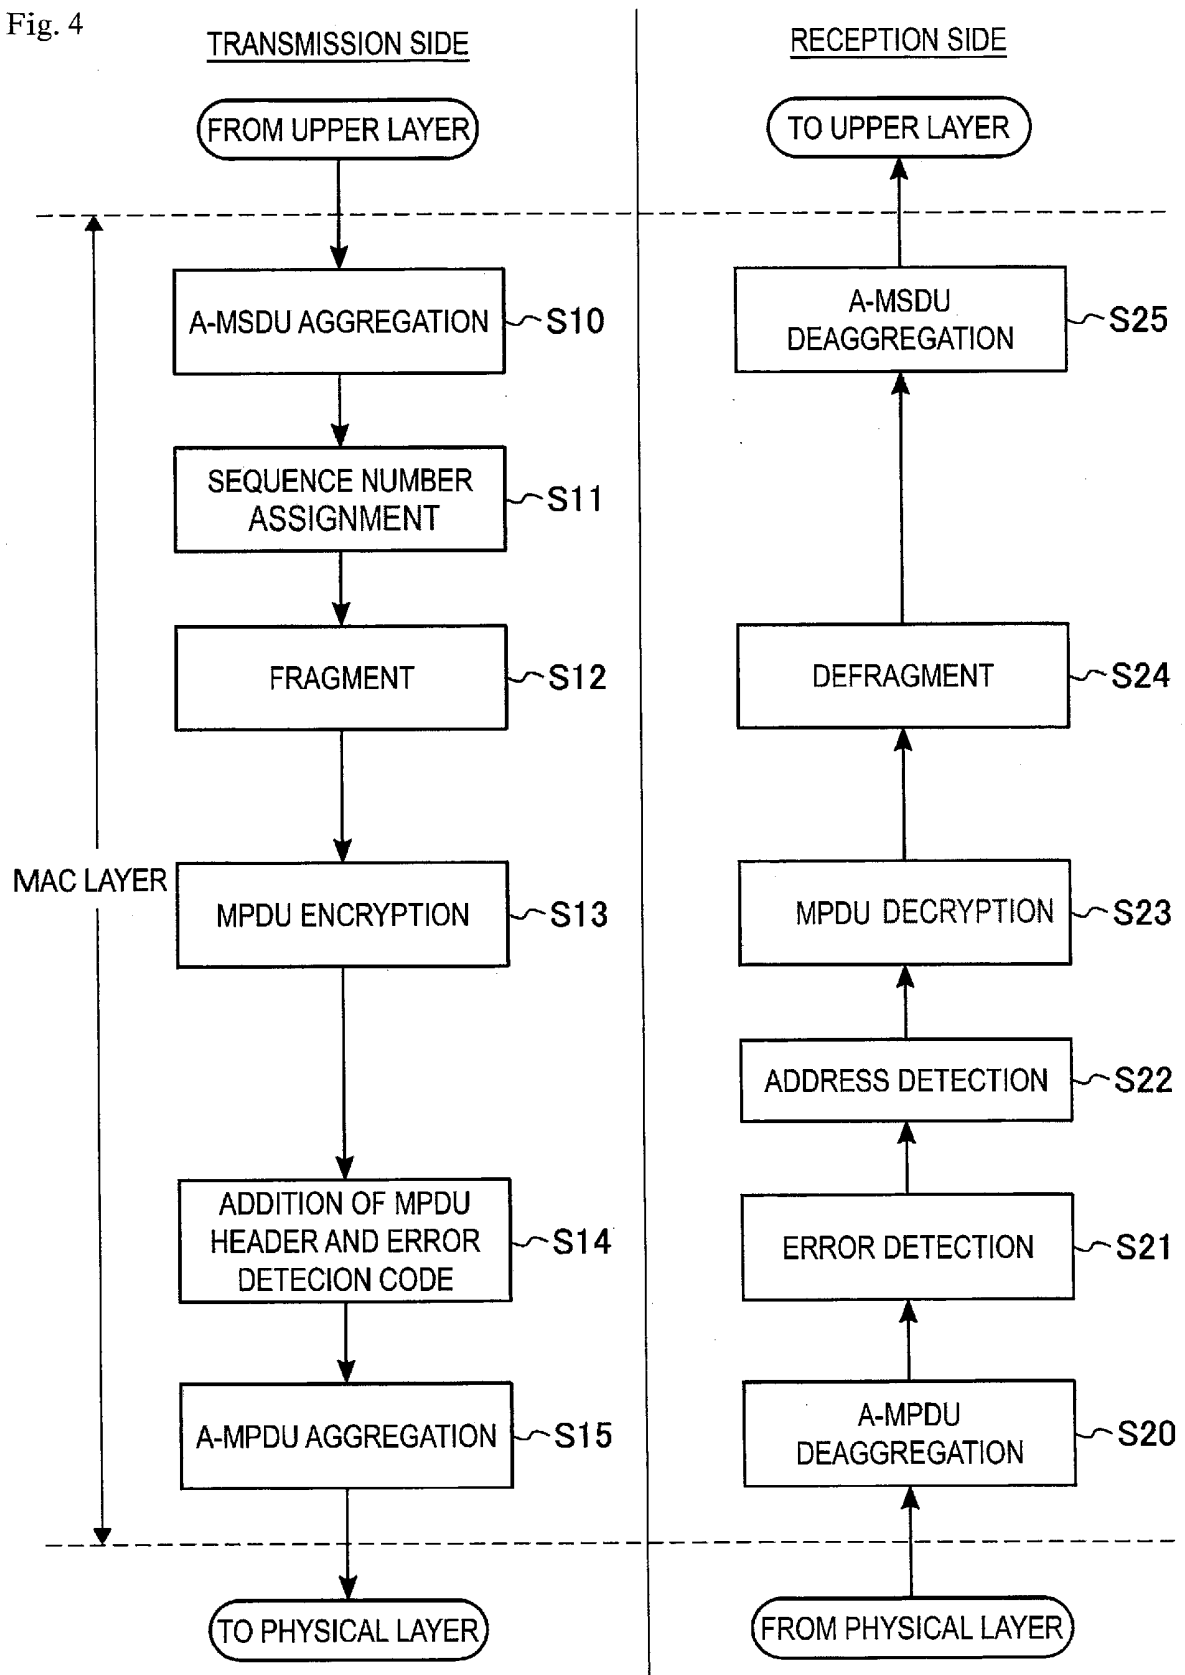 Fig. 4
TRANSMISSION SIDE
FROM UPPER LAYER
A-MSDU AGGREGATION
S10
SEQUENCE NUMBER
ASSIGNMENT
S11
FRAGMENT
S12
MAC LAYER
MPDU ENCRYPTION
S13
ADDITION OF MPDU
HEADER AND ERROR
DETECION CODE
S14
A-MPDU AGGREGATION
S15
TO PHYSICAL LAYER
RECEPTION SIDE
TO UPPER LAYER
A-MSDU
DEAGGREGATION
S25
DEFRAGMENT
S24
MPDU DECRYPTION
S23
ADDRESS DETECTION
S22
ERROR DETECTION
S21
A-MPDU
DEAGGREGATION
S20
FROM PHYSICAL LAYER